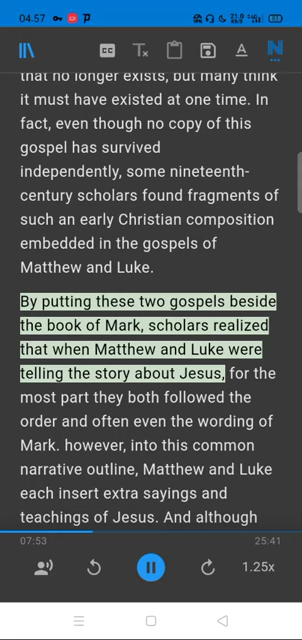 04.57
that no longer exists, but many think
it must have existed at one time. In
fact, even though no copy of this
gospel has survived
independently, some nineteenth-
century scholars found fragments of
such an early Christian composition
embedded in the gospels of
Matthew and Luke.
By putting these two gospels beside
the book of Mark, scholars realized
that when Matthew and Luke were
telling the story about Jesus, for the
most part they both followed the
order and often even the wording of
Mark. however, into this common
narrative outline, Matthew and Luke
each insert extra sayings and
teachings of Jesus. And although
07:53 25:41
1.25x